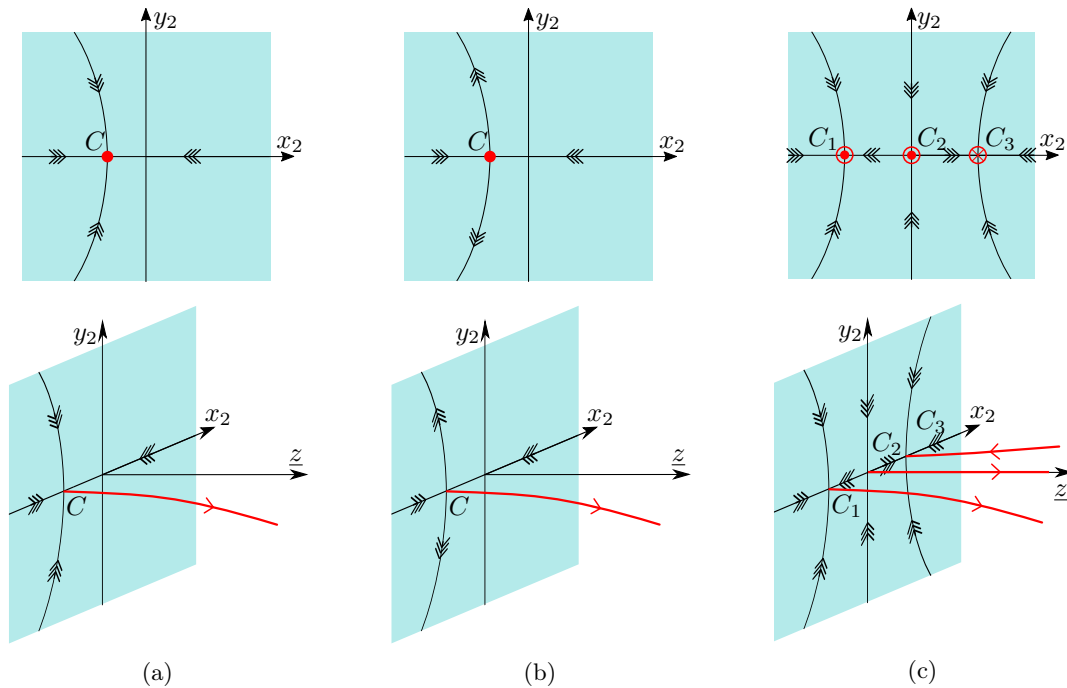 y₂
C
x₂
y₂
C
x₂
y₂
C₁
C₂
C₃
x₂
y₂
x₂
z
C
y₂
x₂
z
C
y₂
x₂
C₃
C₂
z
C₁
(a)
(b)
(c)